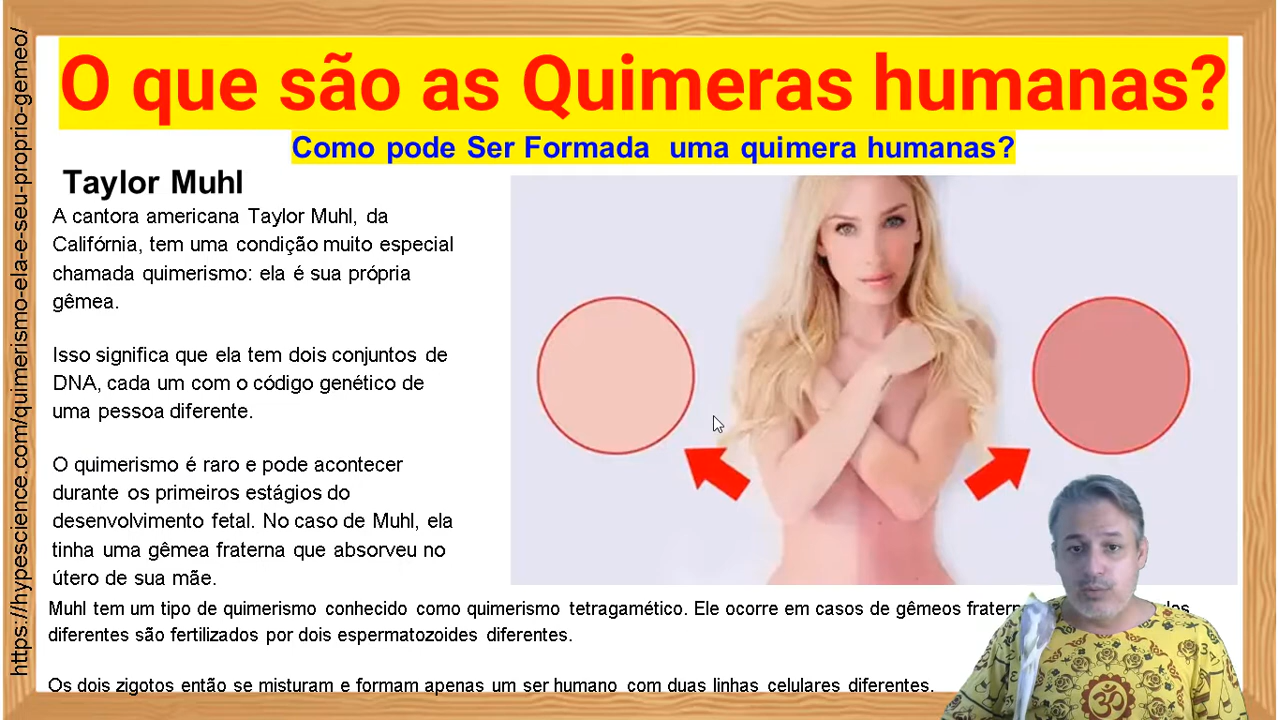 O que são as Quimeras humanas?
Como pode Ser Formada uma quimera humanas?
Taylor Muhl
A cantora americana Taylor Muhl, da
Califórnia, tem uma condição muito especial
chamada quimerismo: ela é sua própria
gêmea.
Isso significa que ela tem dois conjuntos de
DNA, cada um com o código genético de
uma pessoa diferente.
O quimerismo é raro e pode acontecer
durante os primeiros estágios do
desenvolvimento fetal. No caso de Muhl, ela
tinha uma gêmea fraterna que absorveu no
útero de sua mãe.
Muhl tem um tipo de quimerismo conhecido como quimerismo tetragamético. Ele ocorre em casos de gêmeos
diferentes são fertilizados por dois espermatozoides diferentes.
Os dois zigotos então se misturam e formam apenas um ser humano com duas linhas celulares diferentes.
https://hypescience.com/quimerismo-ela-e-seu-proprio-gemeo/